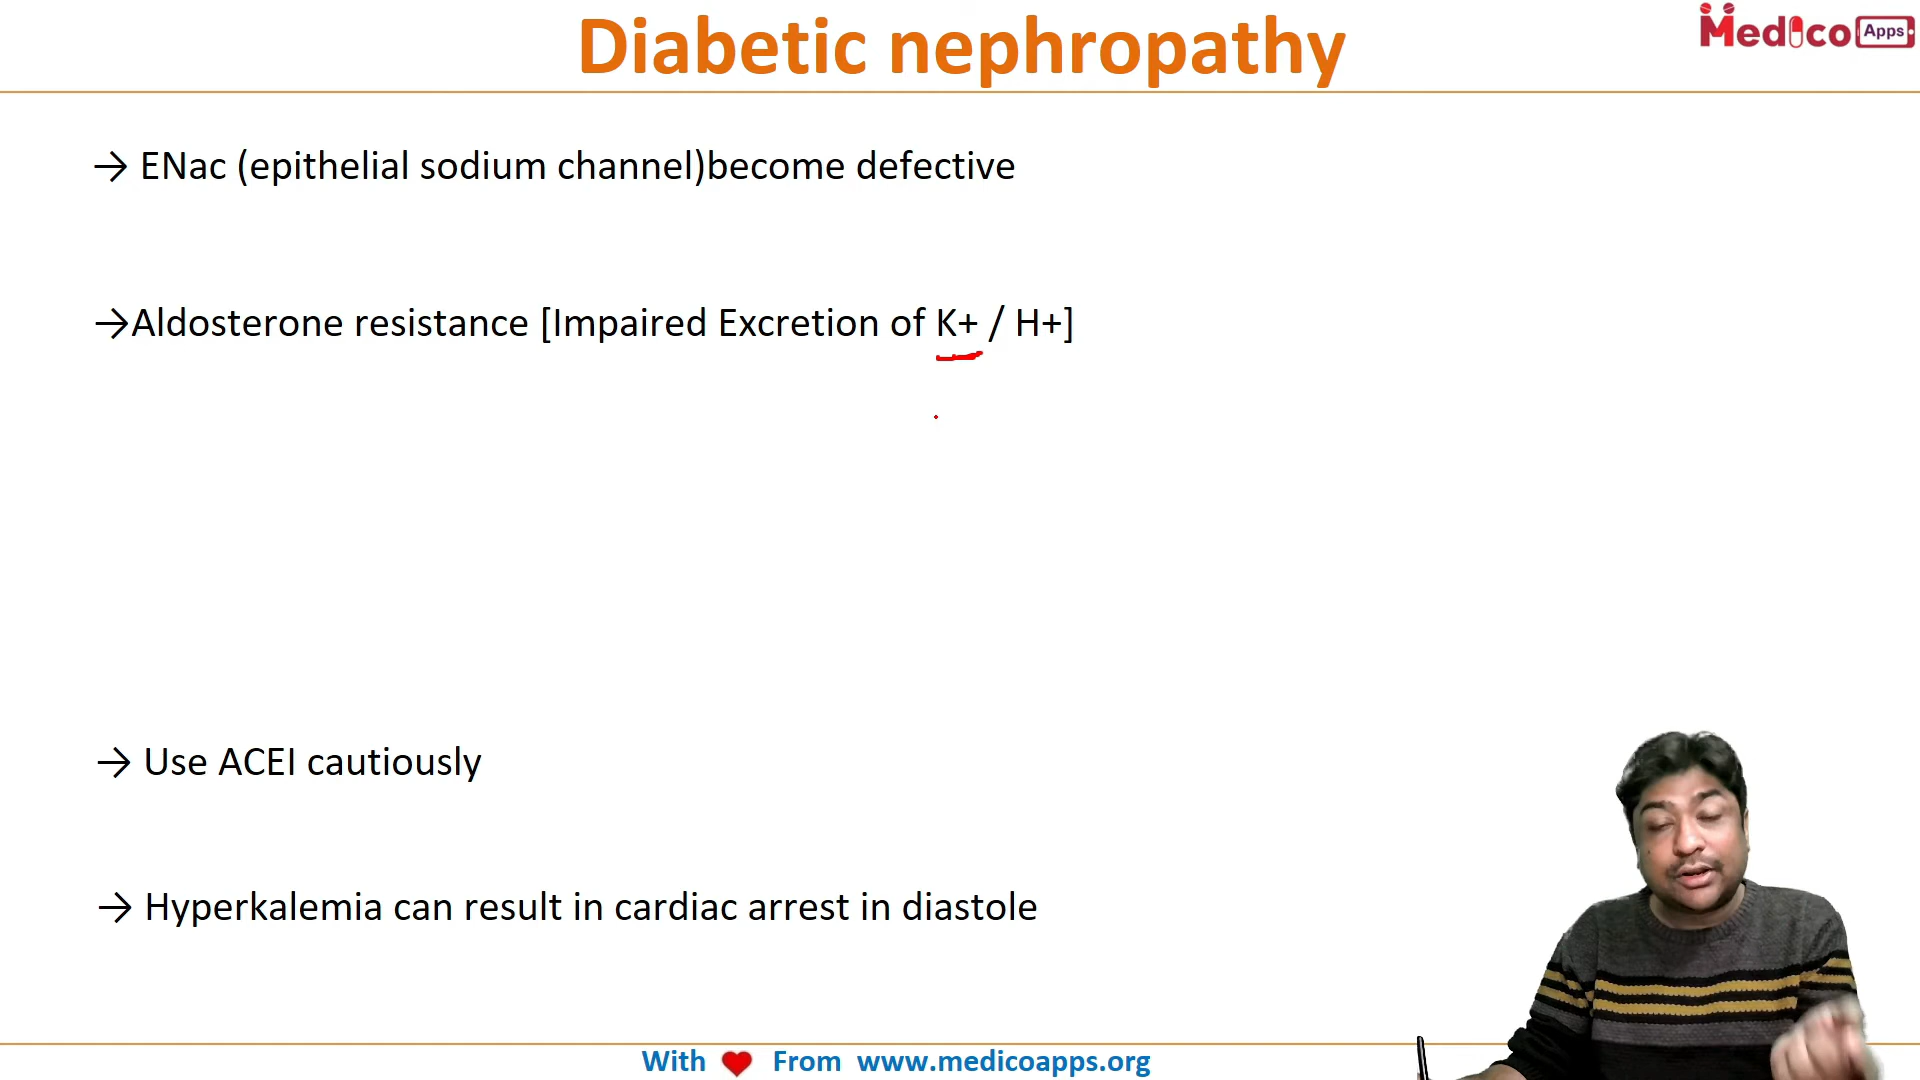 Diabetic nephropathy
Medico Apps
→ ENac (epithelial sodium channel)become defective
→Aldosterone resistance [Impaired Excretion of K+ / H+]
→ Use ACEI cautiously
→ Hyperkalemia can result in cardiac arrest in diastole
With ❤ From www.medicoapps.org